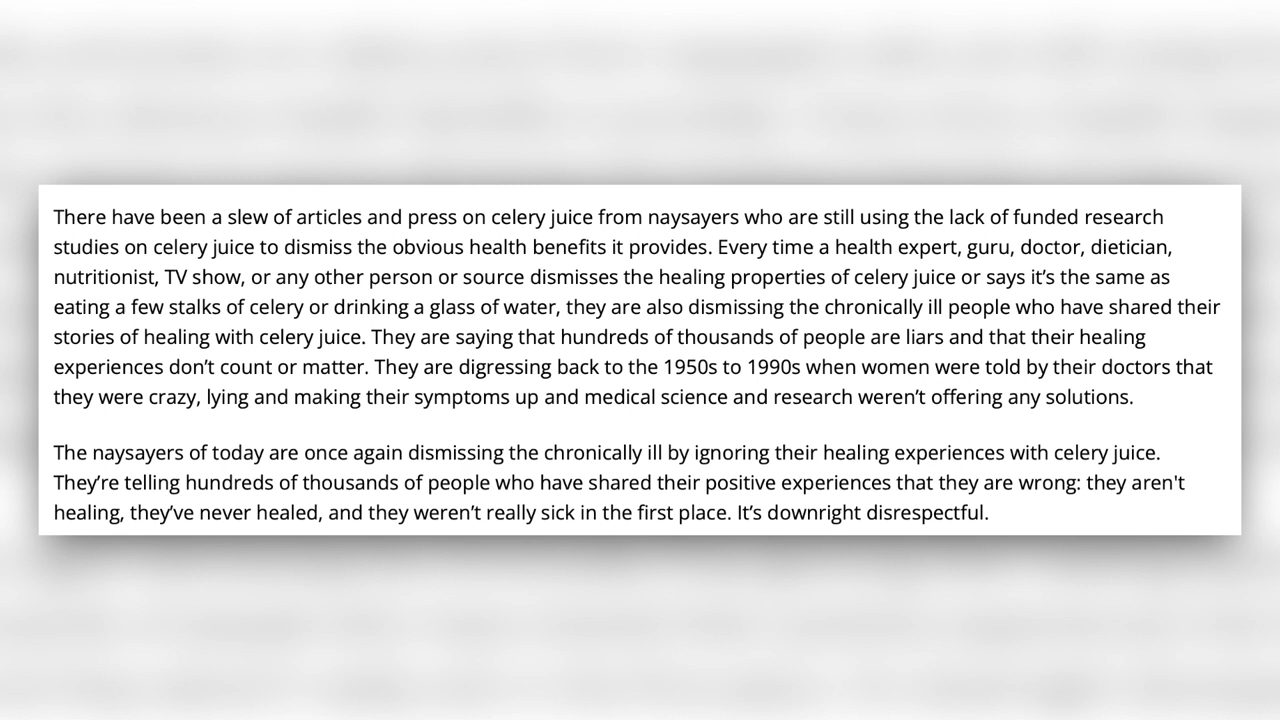 There have been a slew of articles and press on celery juice from naysayers who are still using the lack of funded research
studies on celery juice to dismiss the obvious health benefits it provides. Every time a health expert, guru, doctor, dietician,
nutritionist, TV show, or any other person or source dismisses the healing properties of celery juice or says it’s the same as
eating a few stalks of celery or drinking a glass of water, they are also dismissing the chronically ill people who have shared their
stories of healing with celery juice. They are saying that hundreds of thousands of people are liars and that their healing
experiences don’t count or matter. They are digressing back to the 1950s to 1990s when women were told by their doctors that
they were crazy, lying and making their symptoms up and medical science and research weren’t offering any solutions.
The naysayers of today are once again dismissing the chronically ill by ignoring their healing experiences with celery juice.
They’re telling hundreds of thousands of people who have shared their positive experiences that they are wrong: they aren't
healing, they’ve never healed, and they weren’t really sick in the first place. It’s downright disrespectful.